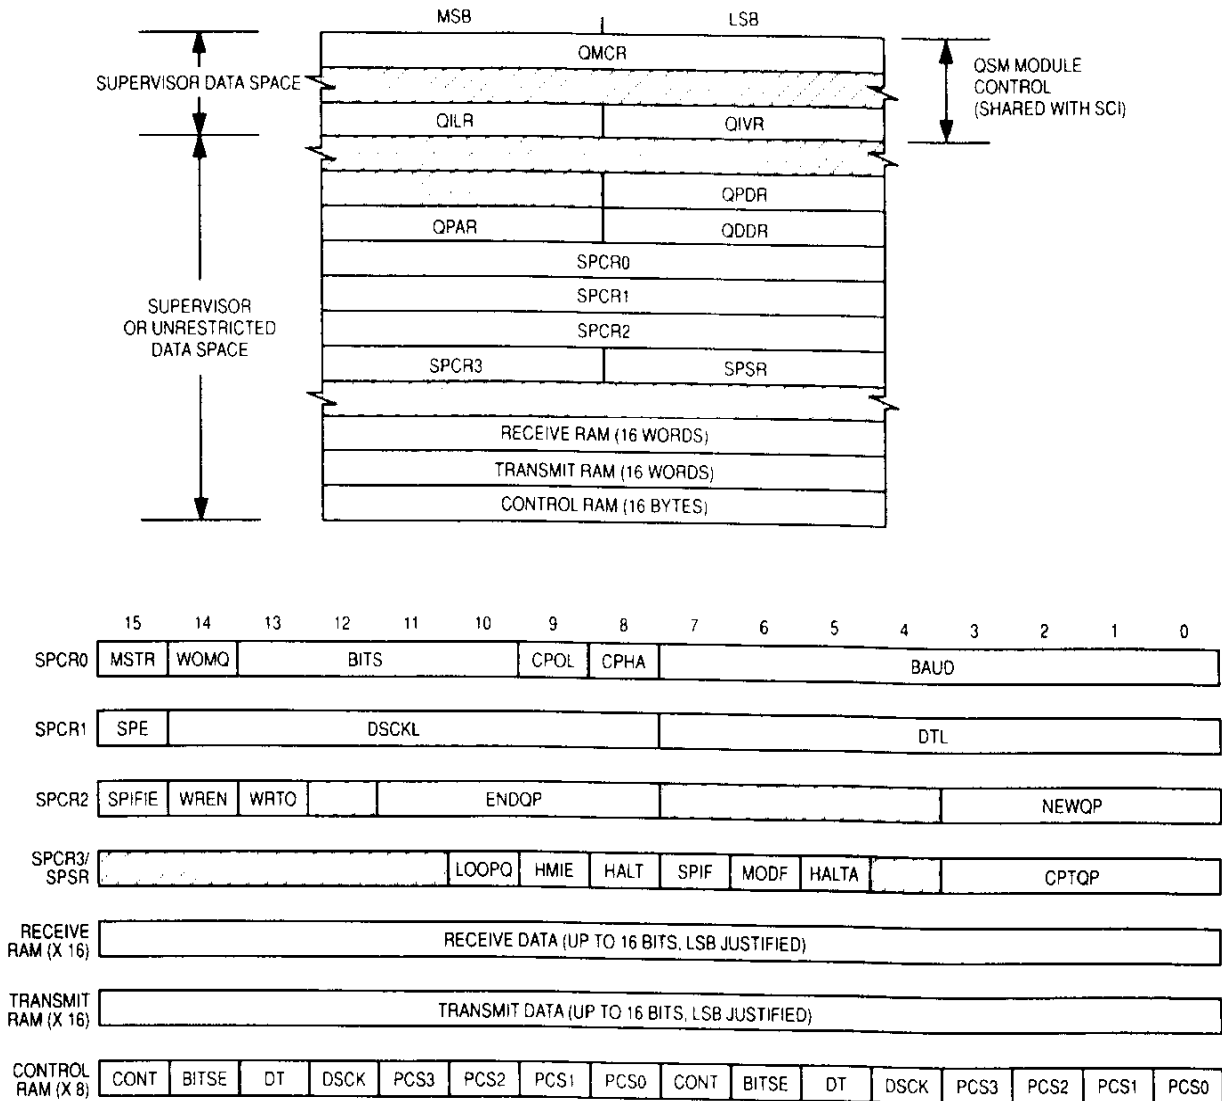 MSB LSB
QMCR
SUPERVISOR DATA SPACE
QSM MODULE
CONTROL
(SHARED WITH SCI)
QILR QIVR
QPDR
QPAR QDDR
SPCR0
SPCR1
SPCR2
SPCR3 SPSR
SUPERVISOR
OR UNRESTRICTED
DATA SPACE
RECEIVE RAM (16 WORDS)
TRANSMIT RAM (16 WORDS)
CONTROL RAM (16 BYTES)
15 14 13 12 11 10 9 8 7 6 5 4 3 2 1 0
SPCR0 MSTR WOMQ BITS CPOL CPHA BAUD
SPCR1 SPE DSCKL DTL
SPCR2 SPIFIE WREN WRTO ENDQP NEWQP
SPCR3/
SPSR LOOPQ HMIE HALT SPIF MODF HALTA CPTQP
RECEIVE
RAM (X 16) RECEIVE DATA (UP TO 16 BITS, LSB JUSTIFIED)
TRANSMIT
RAM (X 16) TRANSMIT DATA (UP TO 16 BITS, LSB JUSTIFIED)
CONTROL
RAM (X 8) CONT BITSE DT DSCK PCS3 PCS2 PCS1 PCS0 CONT BITSE DT DSCK PCS3 PCS2 PCS1 PCS0